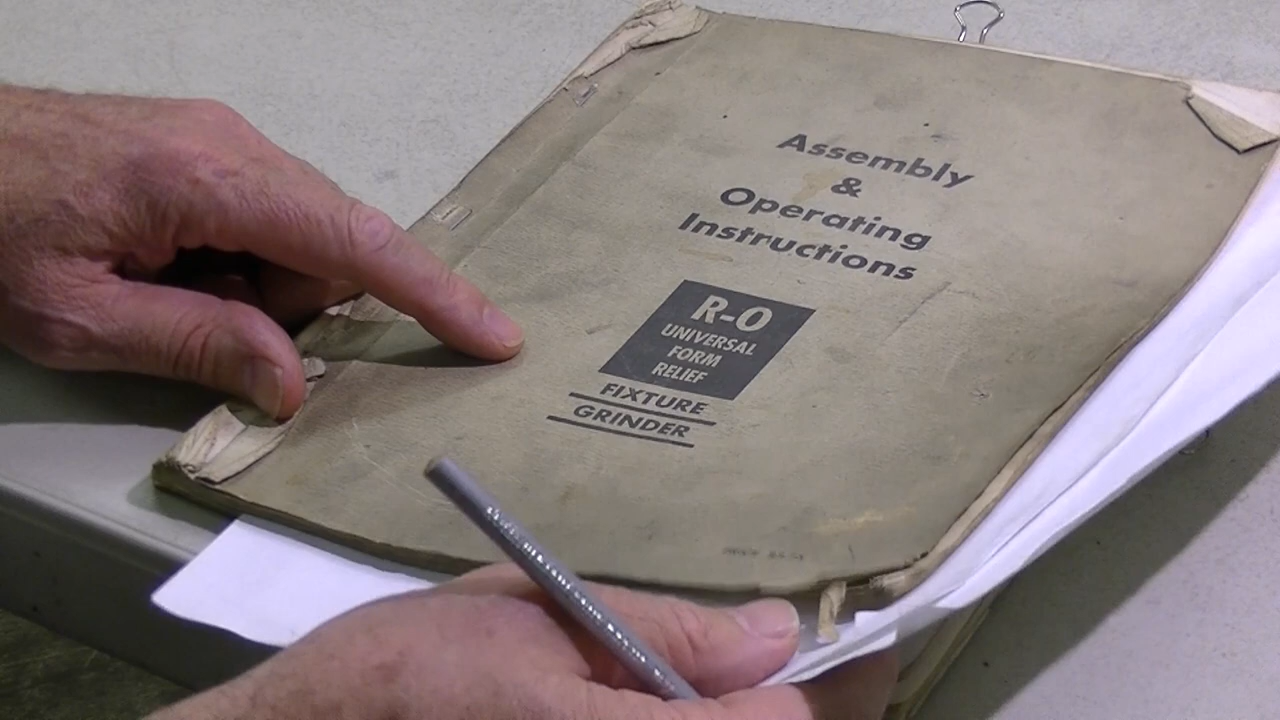 Assembly
&
Operating
Instructions
R-O
UNIVERSAL
FORM
RELIEF
FIXTURE
GRINDER